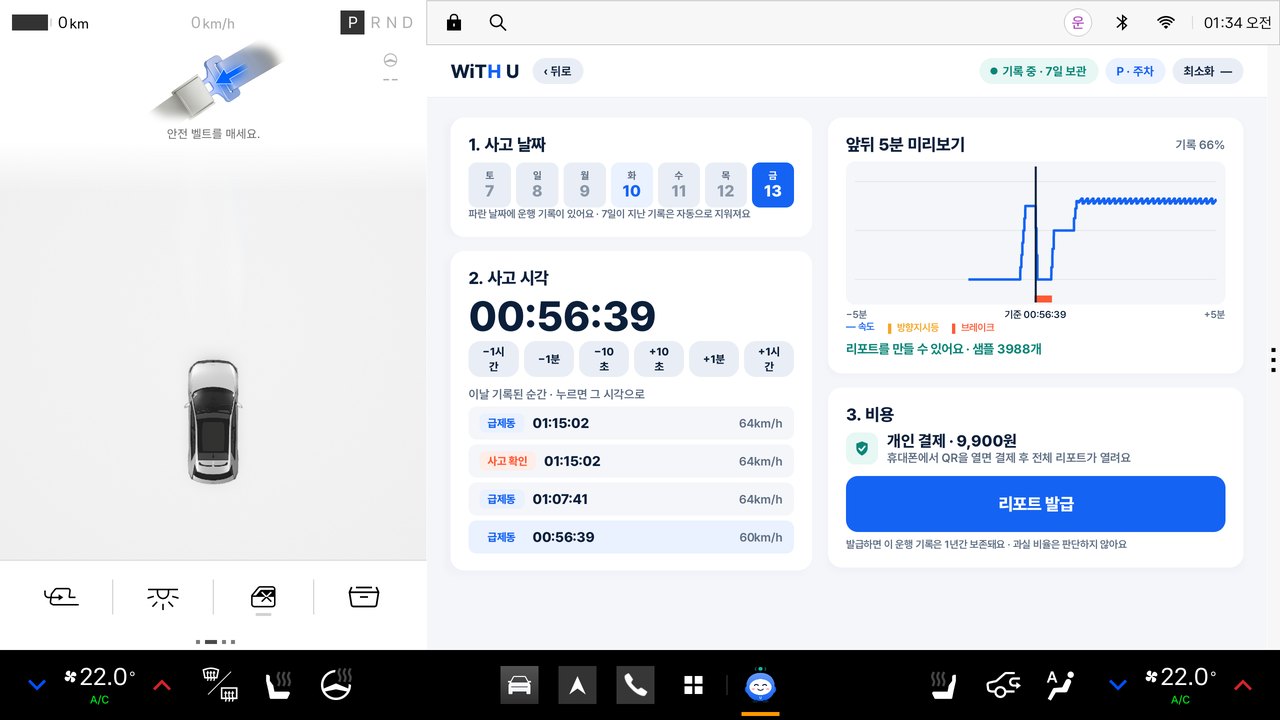 0 km
0 km/h
P R N D
운
01:34 오전
안전 벨트를 매세요.
WiTH U
‹ 뒤로
기록 중 · 7일 보관
P · 주차
최소화 —
1. 사고 날짜
토 일 월 화 수 목 금
7 8 9 10 11 12 13
파란 날짜에 운행 기록이 있어요 · 7일이 지난 기록은 자동으로 지워져요
2. 사고 시각
00:56:39
−1시간
−1분
−10초
+10초
+1분
+1시간
이날 기록된 순간 · 누르면 그 시각으로
급제동 01:15:02 64km/h
사고 확인 01:15:02 64km/h
급제동 01:07:41 64km/h
급제동 00:56:39 60km/h
앞뒤 5분 미리보기
기록 66%
−5분 기준 00:56:39 +5분
속도 방향지시등 브레이크
리포트를 만들 수 있어요 · 샘플 3988개
3. 비용
개인 결제 · 9,900원
휴대폰에서 QR을 열면 결제 후 전체 리포트가 열려요
리포트 발급
발급하면 이 운행 기록은 1년간 보존돼요 · 과실 비율은 판단하지 않아요
22.0°
A/C
A
22.0°
A/C